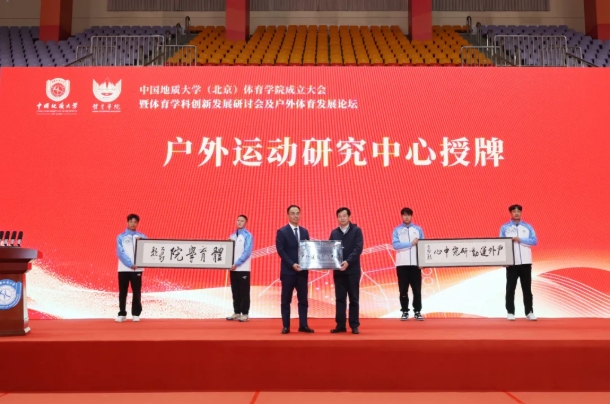 中国地质大学
體育学院
中国地质大学（北京）体育学院成立大会
暨体育学科创新发展研讨会及户外体育发展论坛
户外运动研究中心授牌
體育學院
户外运动研究中心